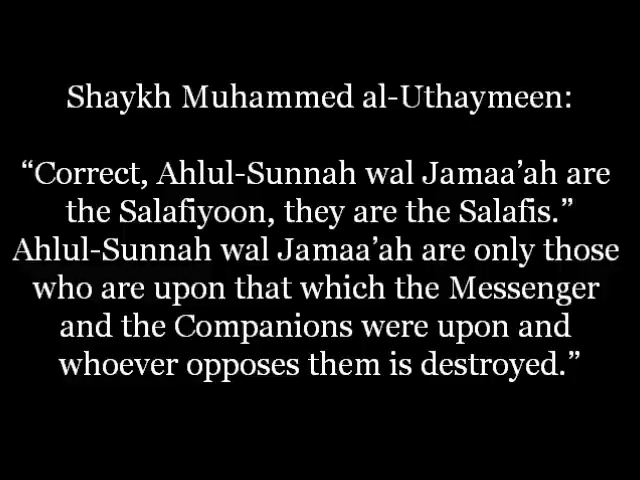 Shaykh Muhammed al-Uthaymeen:
“Correct, Ahlul-Sunnah wal Jamaa’ah are
the Salafiyoon, they are the Salafis.”
Ahlul-Sunnah wal Jamaa’ah are only those
who are upon that which the Messenger
and the Companions were upon and
whoever opposes them is destroyed.”